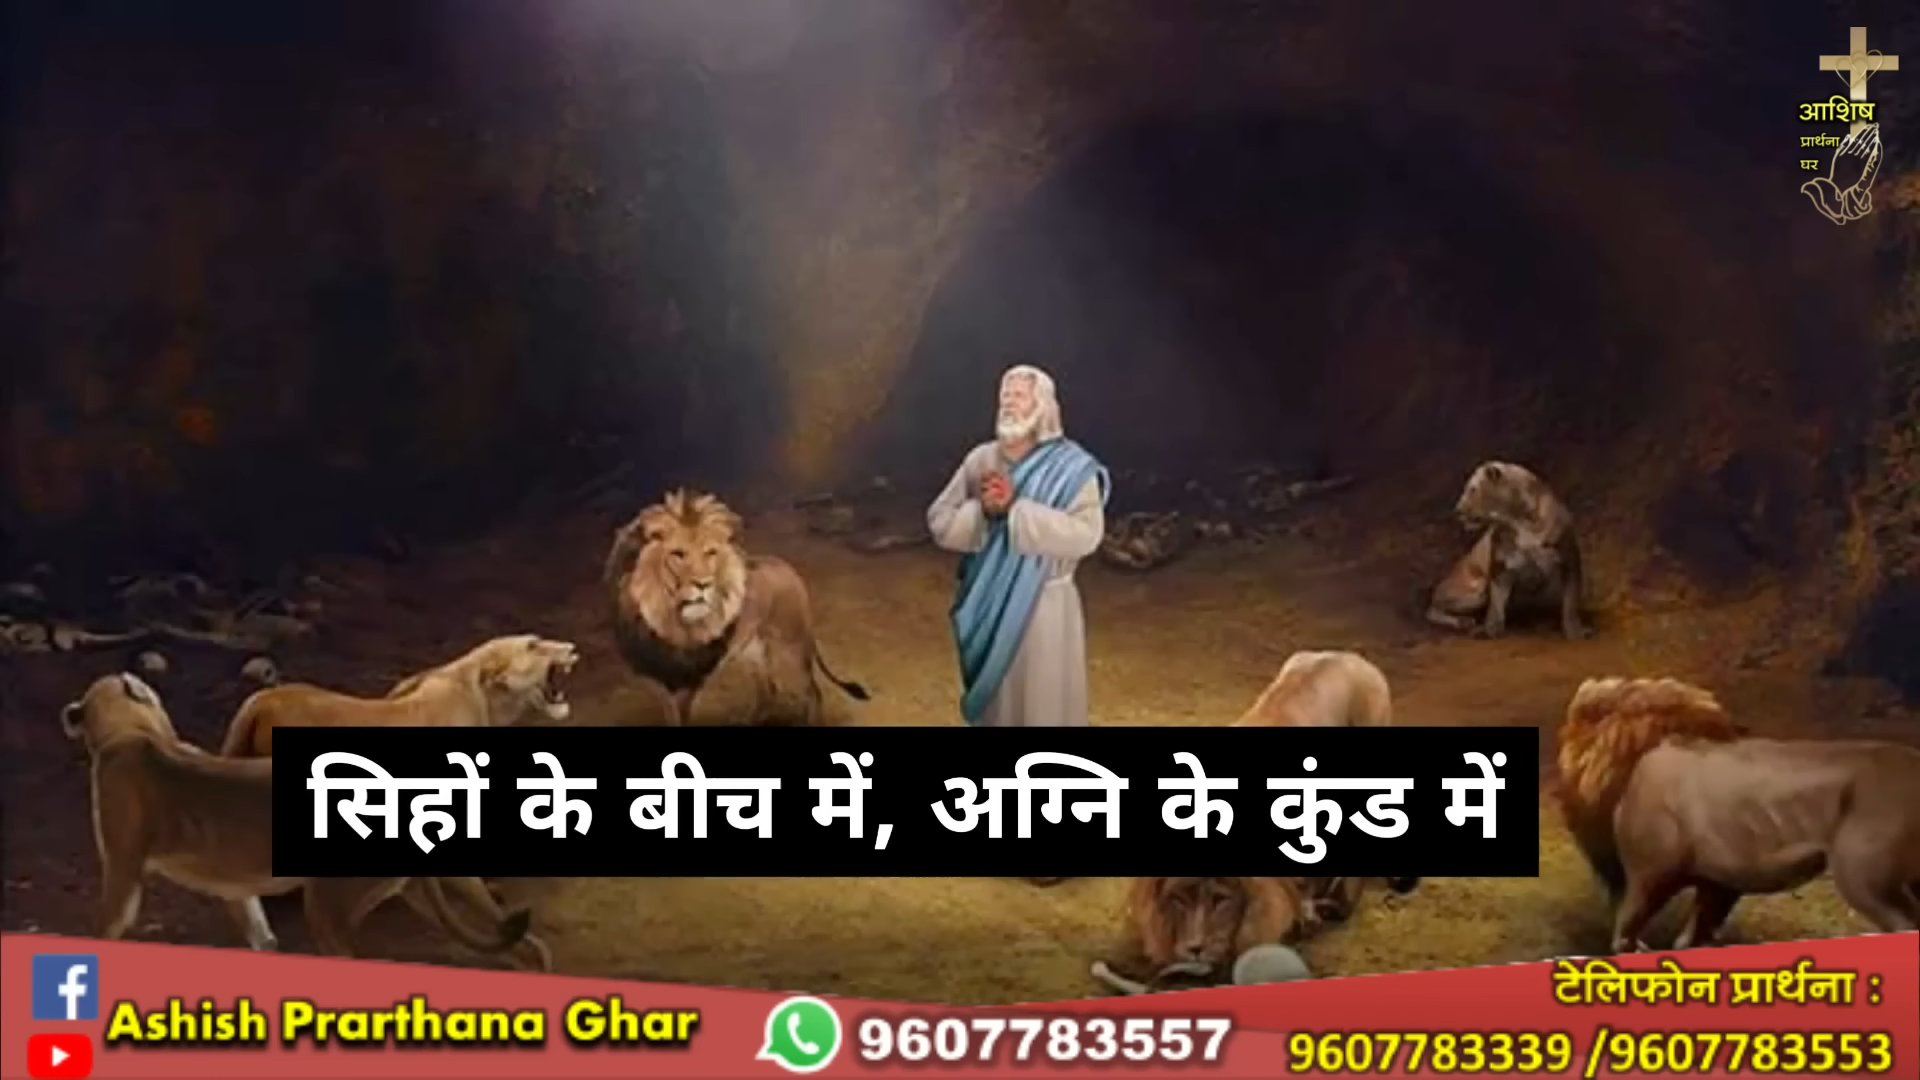 आशिष
प्रार्थना
घर
सिहों के बीच में, अग्नि के कुंड में
Ashish Prarthana Ghar
9607783557
टेलिफोन प्रार्थना :
9607783339 /9607783553